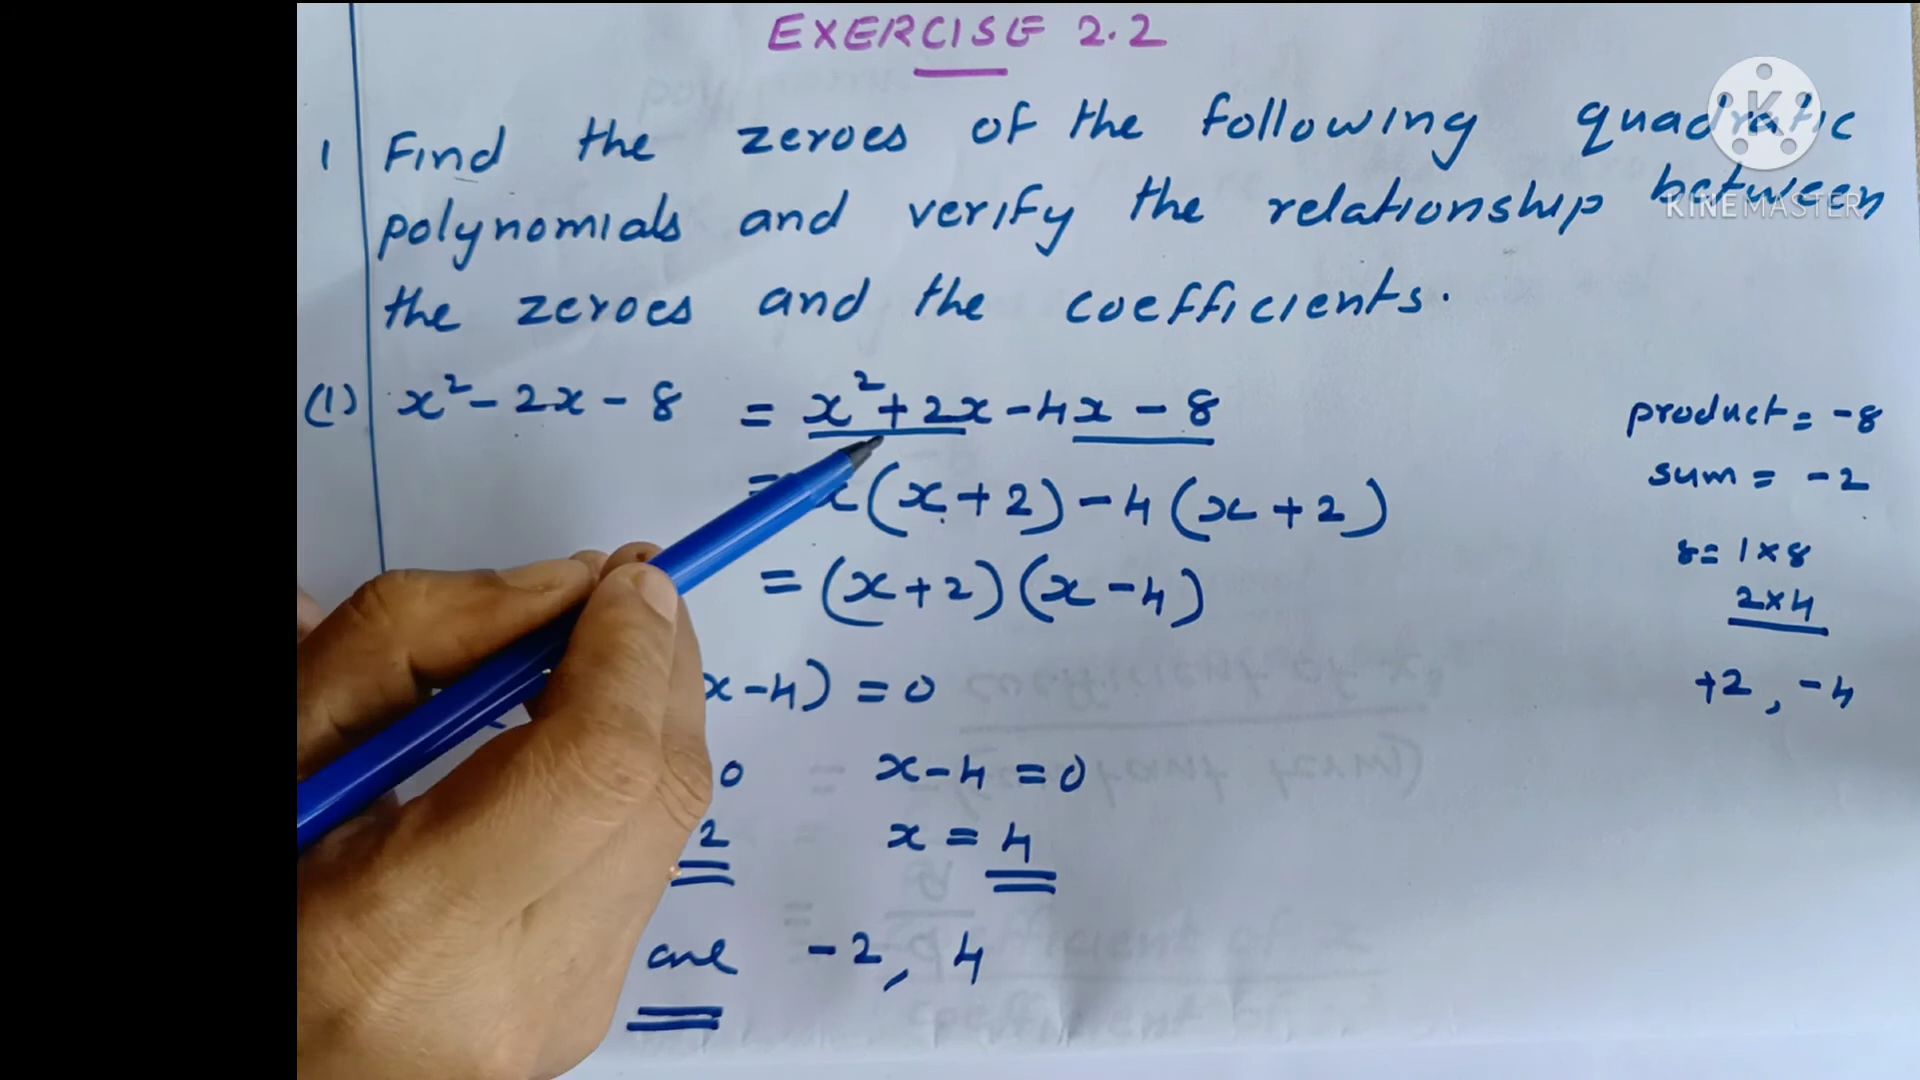 EXERCISE 2.2
1 Find the zeroes of the following quadratic
polynomials and verify the relationship between
the zeroes and the coefficients.
(1) x² - 2x - 8 = x² + 2x - 4x - 8
= x(x + 2) - 4(x + 2)
= (x + 2)(x - 4)
x - 4) = 0
0 x - 4 = 0
2 x = 4
are -2, 4
product = -8
sum = -2
8 = 1 × 8
2 × 4
+2, -4
K
KINEMASTER